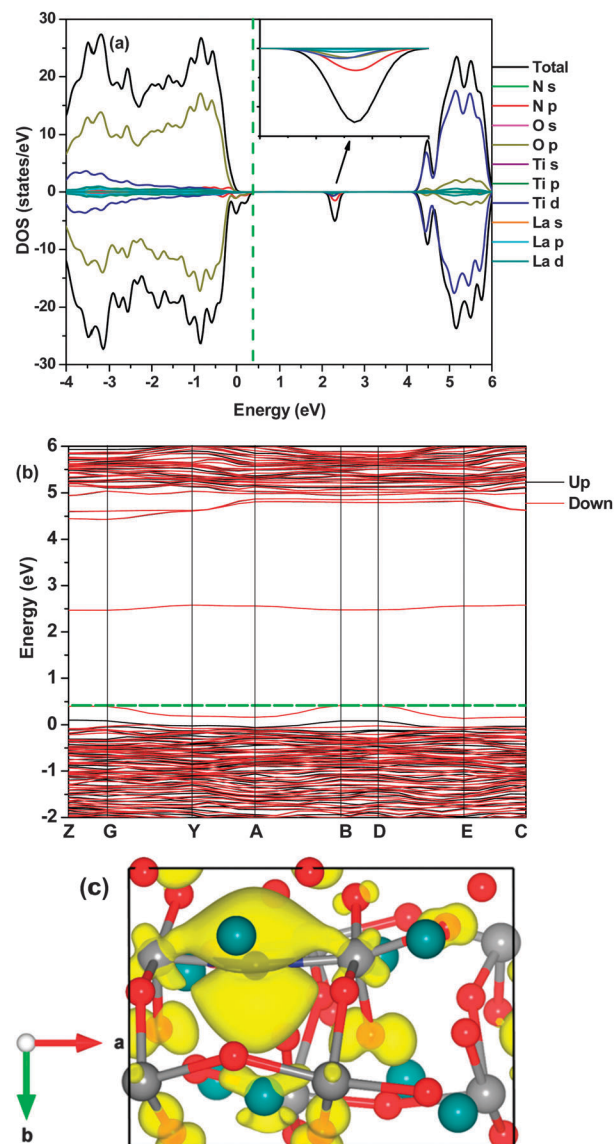 (a)
30
20
10
0
-10
-20
-30
DOS (states/eV)
-4 -3 -2 -1 0 1 2 3 4 5 6
Energy (eV)
Total
N s
N p
O s
O p
Ti s
Ti p
Ti d
La s
La p
La d
(b)
6
5
4
3
2
1
0
-1
-2
Energy (eV)
Z G Y A B D E C
Up
Down
(c)
a
b